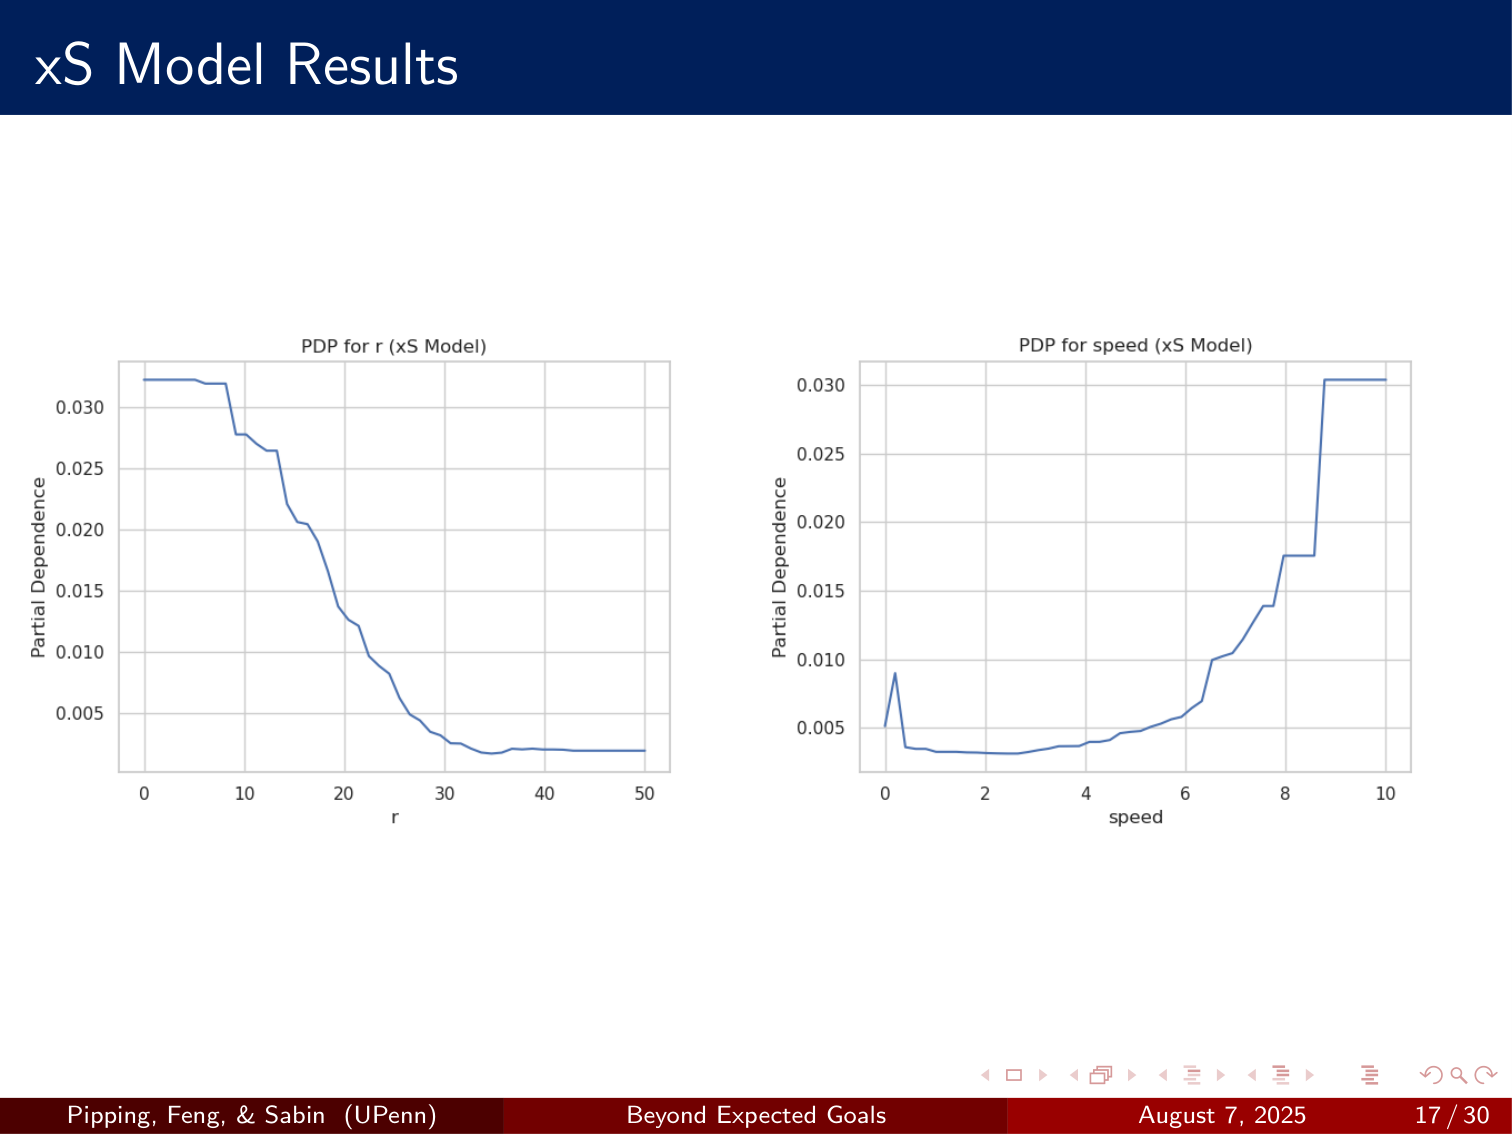 xS Model Results
PDP for r (xS Model)
0.030
0.025
0.020
0.015
0.010
0.005
Partial Dependence
0 10 20 30 40 50
r
PDP for speed (xS Model)
0.030
0.025
0.020
0.015
0.010
0.005
Partial Dependence
0 2 4 6 8 10
speed
Pipping, Feng, & Sabin (UPenn) Beyond Expected Goals August 7, 2025 17 / 30